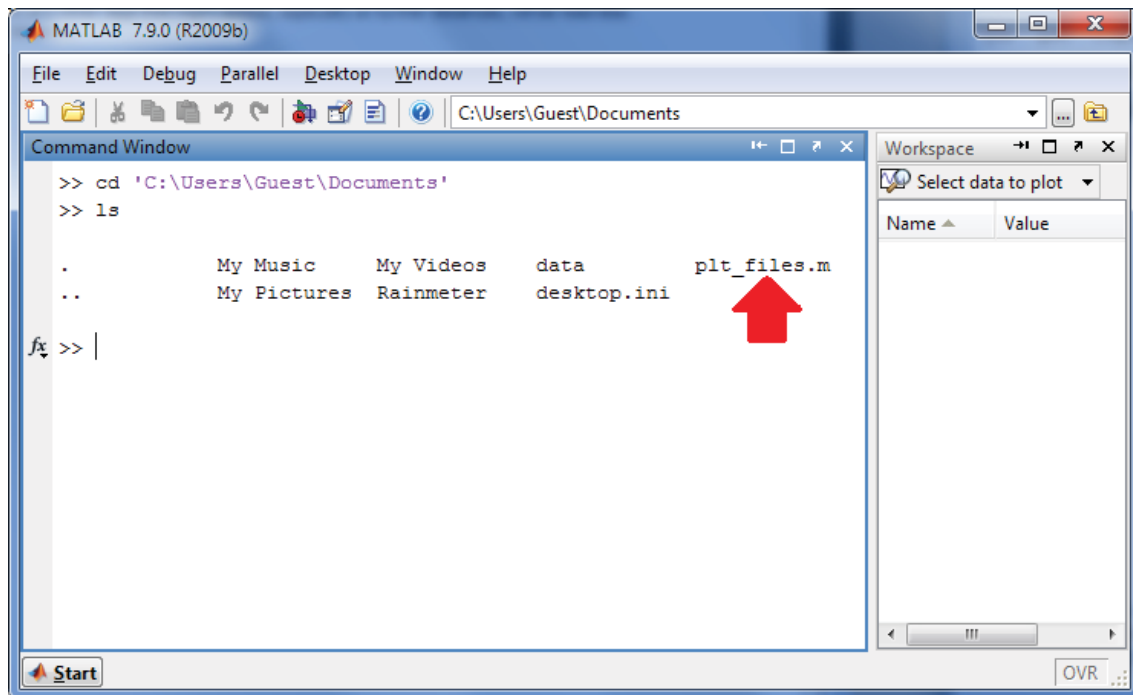 MATLAB 7.9.0 (R2009b)
File Edit Debug Parallel Desktop Window Help
C:\Users\Guest\Documents
Command Window
>> cd 'C:\Users\Guest\Documents'
>> ls
. My Music My Videos data plt_files.m
.. My Pictures Rainmeter desktop.ini
fx >>
Workspace
Select data to plot
Name Value
Start
OVR